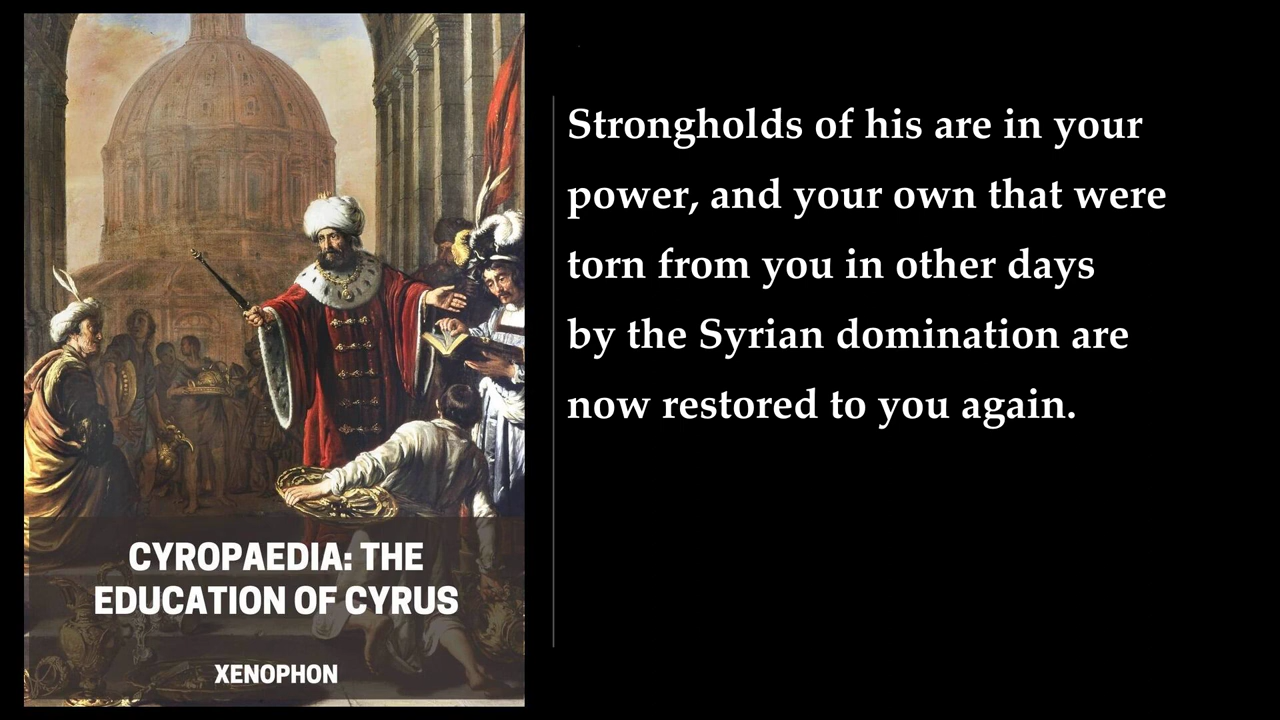 CYROPAEDIA: THE
EDUCATION OF CYRUS
XENOPHON
Strongholds of his are in your
power, and your own that were
torn from you in other days
by the Syrian domination are
now restored to you again.